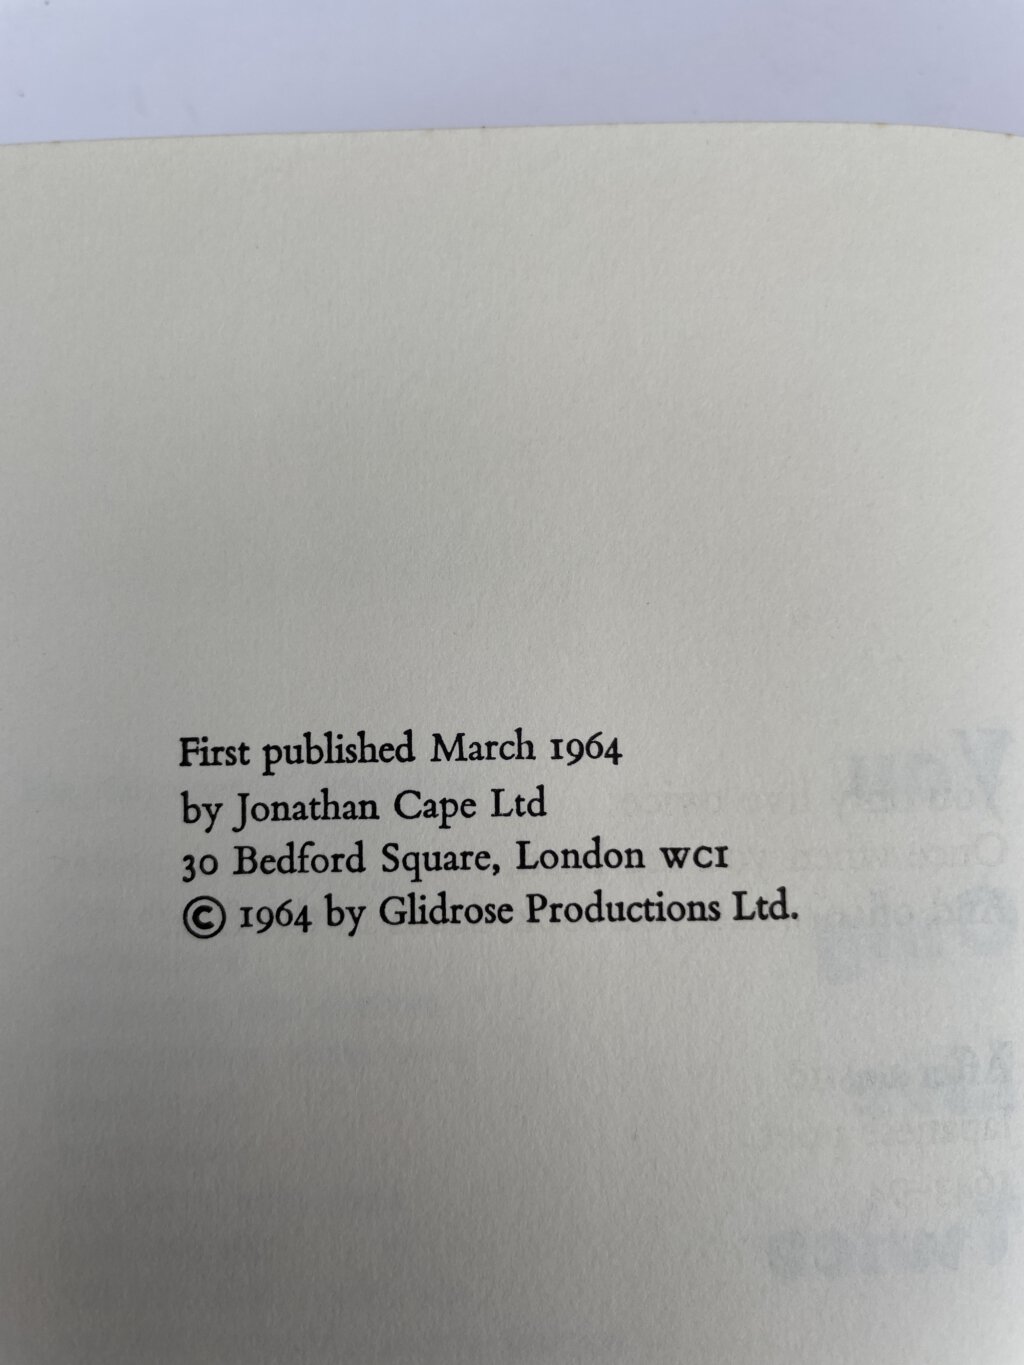 First published March 1964
by Jonathan Cape Ltd
30 Bedford Square, London WC1
© 1964 by Glidrose Productions Ltd.